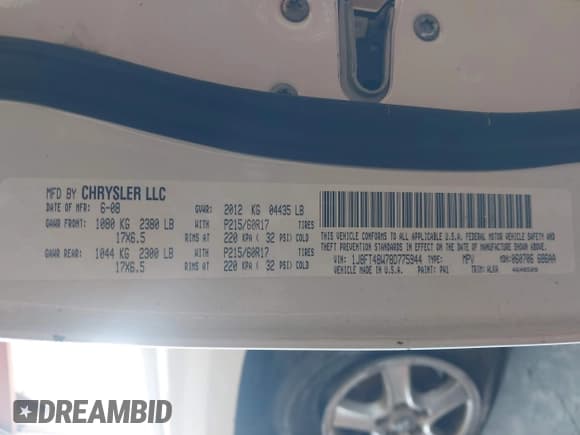 MFD BY CHRYSLER LLC
DATE OF MFR: 6-08 GVWR: 2012 KG 04435 LB
GAWR FRONT: 1080 KG 2380 LB P215/60R17 TIRES
17X6.5 RIMS AT 220 KPA ( 32 PSI) COLD
GAWR REAR: 1044 KG 2300 LB P215/60R17 TIRES
17X6.5 RIMS AT 220 KPA ( 32 PSI) COLD
THIS VEHICLE CONFORMS TO ALL APPLICABLE U.S.A. FEDERAL MOTOR VEHICLE SAFETY AND
THEFT PREVENTION STANDARDS IN EFFECT ON THE DATE OF MANUFACTURE SHOWN ABOVE.
VIN: 1J8FT48W78D775944 TYPE: MPV MDH: 060706 686AA
MADE IN U.S.A. PAINT: PW1 TRIM:
DREAMBID